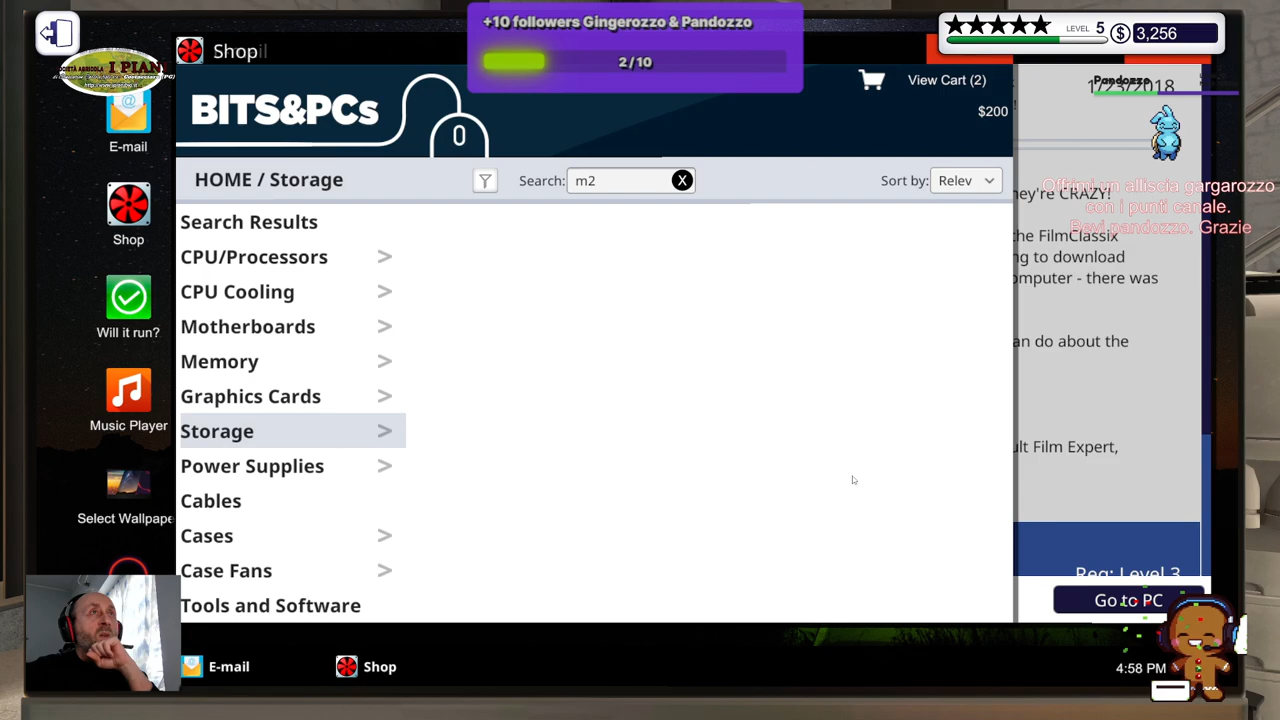 +10 followers Gingerozzo & Pandozzo
2/10
LEVEL 5
$ 3,256
Shop
SOCIETÀ AGRICOLA I PIANI
BITS&PCs
View Cart (2)
$200
1/23/2018
Pandozzo
HOME / Storage
Search:
m2
X
Sort by:
Relev
Offrimi un alliscia gargarozzo
con i punti canale.
Bevi pandozzo. Grazie
hey're CRAZY!
the FilmClassix
ng to download
omputer - there was
an do about the
ult Film Expert,
Req: Level 3
Go to PC
Search Results
CPU/Processors >
CPU Cooling >
Motherboards >
Memory >
Graphics Cards >
Storage >
Power Supplies >
Cables
Cases >
Case Fans >
Tools and Software
E-mail
Shop
Will it run?
Music Player
Select Wallpape
E-mail
Shop
4:58 PM